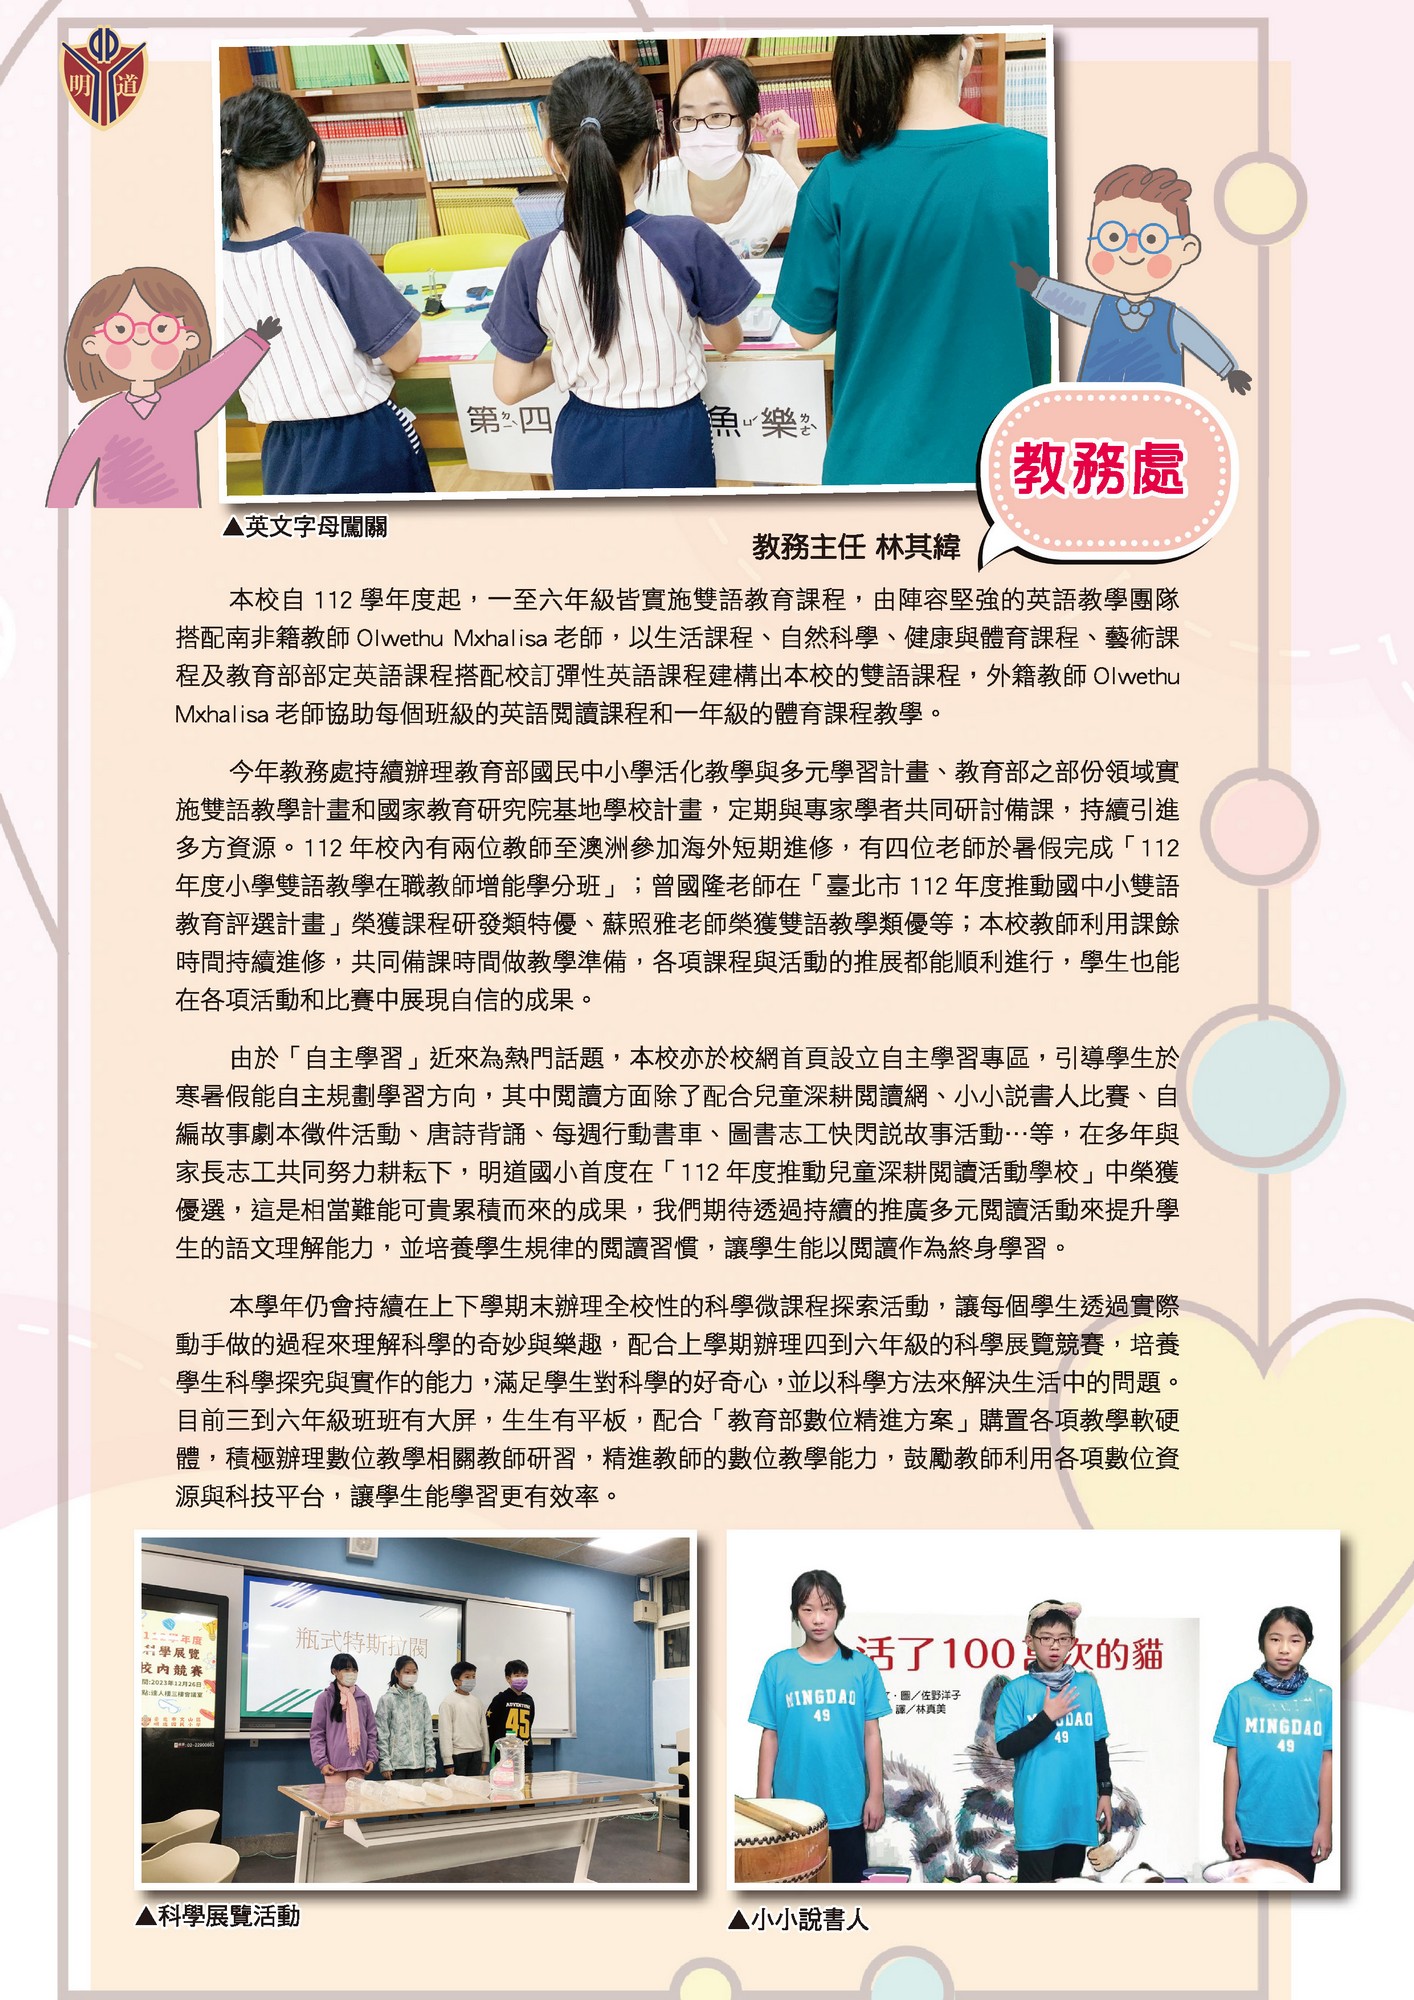 明道
第ㄉㄧˋ四
魚ㄩˊ樂ㄌㄜˋ
教務處
▲英文字母闖關
教務主任 林其緯
本校自 112 學年度起，一至六年級皆實施雙語教育課程，由陣容堅強的英語教學團隊
搭配南非籍教師 Olwethu Mxhalisa 老師，以生活課程、自然科學、健康與體育課程、藝術課
程及教育部部定英語課程搭配校訂彈性英語課程建構出本校的雙語課程，外籍教師 Olwethu
Mxhalisa 老師協助每個班級的英語閱讀課程和一年級的體育課程教學。
今年教務處持續辦理教育部國民中小學活化教學與多元學習計畫、教育部之部份領域實
施雙語教學計畫和國家教育研究院基地學校計畫，定期與專家學者共同研討備課，持續引進
多方資源。112 年校內有兩位教師至澳洲參加海外短期進修，有四位老師於暑假完成「112
年度小學雙語教學在職教師增能學分班」；曾國隆老師在「臺北市 112 年度推動國中小雙語
教育評選計畫」榮獲課程研發類特優、蘇照雅老師榮獲雙語教學類優等；本校教師利用課餘
時間持續進修，共同備課時間做教學準備，各項課程與活動的推展都能順利進行，學生也能
在各項活動和比賽中展現自信的成果。
由於「自主學習」近來為熱門話題，本校亦於校網首頁設立自主學習專區，引導學生於
寒暑假能自主規劃學習方向，其中閱讀方面除了配合兒童深耕閱讀網、小小說書人比賽、自
編故事劇本徵件活動、唐詩背誦、每週行動書車、圖書志工快閃說故事活動…等，在多年與
家長志工共同努力耕耘下，明道國小首度在「112 年度推動兒童深耕閱讀活動學校」中榮獲
優選，這是相當難能可貴累積而來的成果，我們期待透過持續的推廣多元閱讀活動來提升學
生的語文理解能力，並培養學生規律的閱讀習慣，讓學生能以閱讀作為終身學習。
本學年仍會持續在上下學期末辦理全校性的科學微課程探索活動，讓每個學生透過實際
動手做的過程來理解科學的奇妙與樂趣，配合上學期辦理四到六年級的科學展覽競賽，培養
學生科學探究與實作的能力，滿足學生對科學的好奇心，並以科學方法來解決生活中的問題。
目前三到六年級班班有大屏，生生有平板，配合「教育部數位精進方案」購置各項教學軟硬
體，積極辦理數位教學相關教師研習，精進教師的數位教學能力，鼓勵教師利用各項數位資
源與科技平台，讓學生能學習更有效率。
瓶式特斯拉閥
年度
科學展覽
校內競賽
間:2023年12月26日
點:達人樓三樓會議室
ADVENTURE
45
活了100萬次的貓
文・圖／佐野洋子
譯／林真美
MINGDAO
49
MINGDAO
49
MINGDAO
49
▲科學展覽活動
▲小小說書人